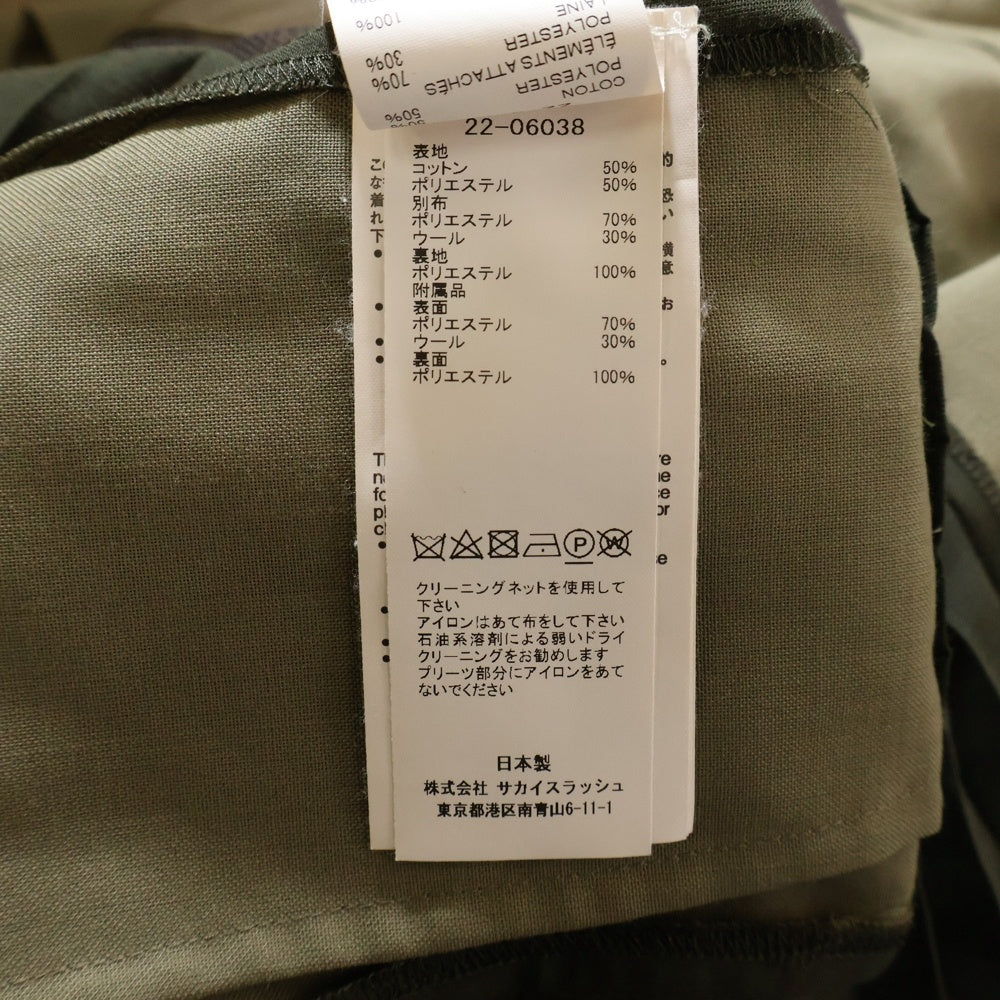 LAINE 100%
POLYESTER 30%
ÉLÉMENTS ATTACHÉS 70%
POLYESTER
COTON 50%
50%
22-06038
表地
コットン 50%
ポリエステル 50%
別布
ポリエステル 70%
ウール 30%
裏地
ポリエステル 100%
附属品
表面
ポリエステル 70%
ウール 30%
裏面
ポリエステル 100%
P W
クリーニングネットを使用して
下さい
アイロンはあて布をして下さい
石油系溶剤による弱いドライ
クリーニングをお勧めします
プリーツ部分にアイロンをあて
ないでください
日本製
株式会社 サカイスラッシュ
東京都港区南青山6-11-1